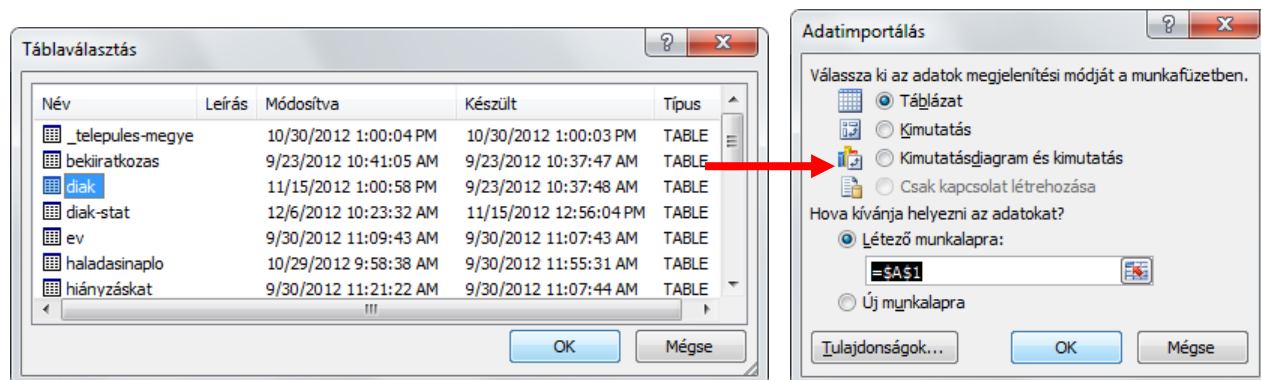 Táblaválasztás
Név Leírás Módosítva Készült Típus
_telepules-megye 10/30/2012 1:00:04 PM 10/30/2012 1:00:03 PM TABLE
bekiiratkozas 9/23/2012 10:41:05 AM 9/23/2012 10:37:47 AM TABLE
diak 11/15/2012 1:00:58 PM 9/23/2012 10:37:48 AM TABLE
diak-stat 12/6/2012 10:23:32 AM 11/15/2012 12:56:04 PM TABLE
ev 9/30/2012 11:09:43 AM 9/30/2012 11:07:43 AM TABLE
haladasinaplo 10/29/2012 9:58:38 AM 9/30/2012 11:55:31 AM TABLE
hiányzáskat 9/30/2012 11:21:22 AM 9/30/2012 11:07:44 AM TABLE
OK Mégse
Adatimportálás
Válassza ki az adatok megjelenítési módját a munkafüzetben.
Táblázat
Kimutatás
Kimutatásdiagram és kimutatás
Csak kapcsolat létrehozása
Hova kívánja helyezni az adatokat?
Létező munkalapra:
=$A$1
Új munkalapra
Tulajdonságok... OK Mégse